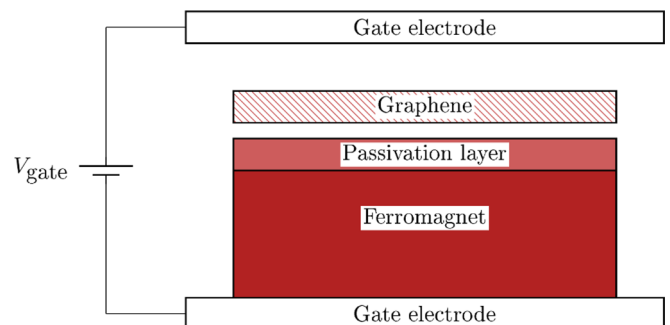 Gate electrode
Graphene
Passivation layer
V_gate
Ferromagnet
Gate electrode